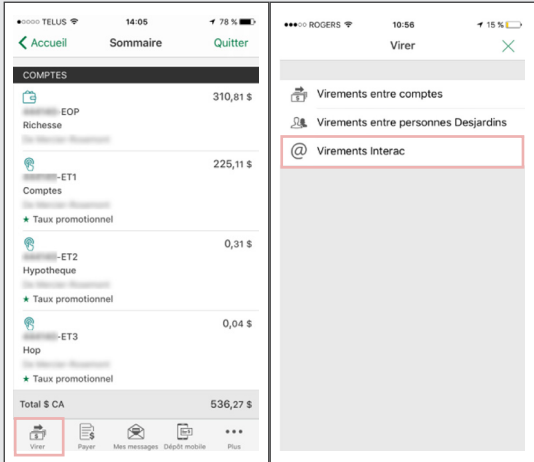 TELUS 14:05 78 %
Accueil Sommaire Quitter
COMPTES
310,81 $
-EOP
Richesse
225,11 $
-ET1
Comptes
★ Taux promotionnel
0,31 $
-ET2
Hypotheque
★ Taux promotionnel
0,04 $
-ET3
Hop
★ Taux promotionnel
Total $ CA 536,27 $
Virer Payer Mes messages Dépôt mobile Plus
ROGERS 10:56 15 %
Virer
Virements entre comptes
Virements entre personnes Desjardins
@ Virements Interac